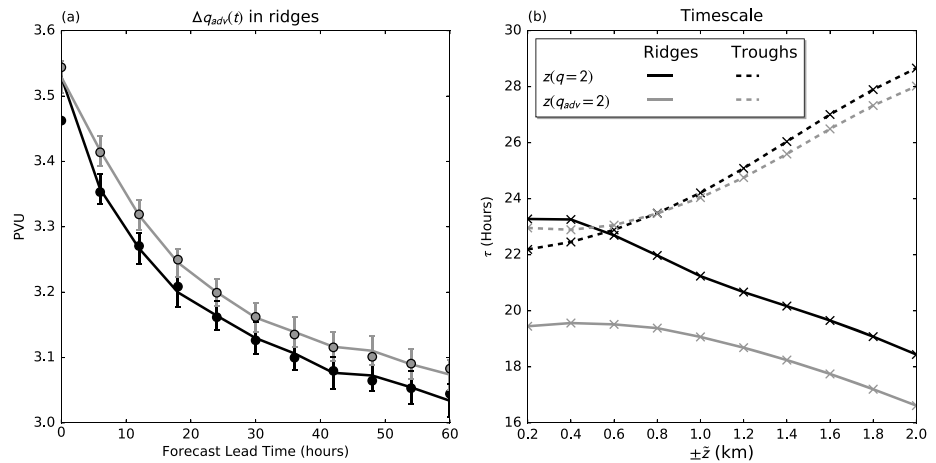 (a) Δq_adv(t) in ridges
3.6
3.5
3.4
3.3
3.2
3.1
3.0
PVU
0 10 20 30 40 50 60
Forecast Lead Time (hours)
(b) Timescale
30
28
26
24
22
20
18
16
τ (Hours)
Ridges Troughs
z(q=2)
z(q_adv=2)
0.2 0.4 0.6 0.8 1.0 1.2 1.4 1.6 1.8 2.0
±z̃ (km)